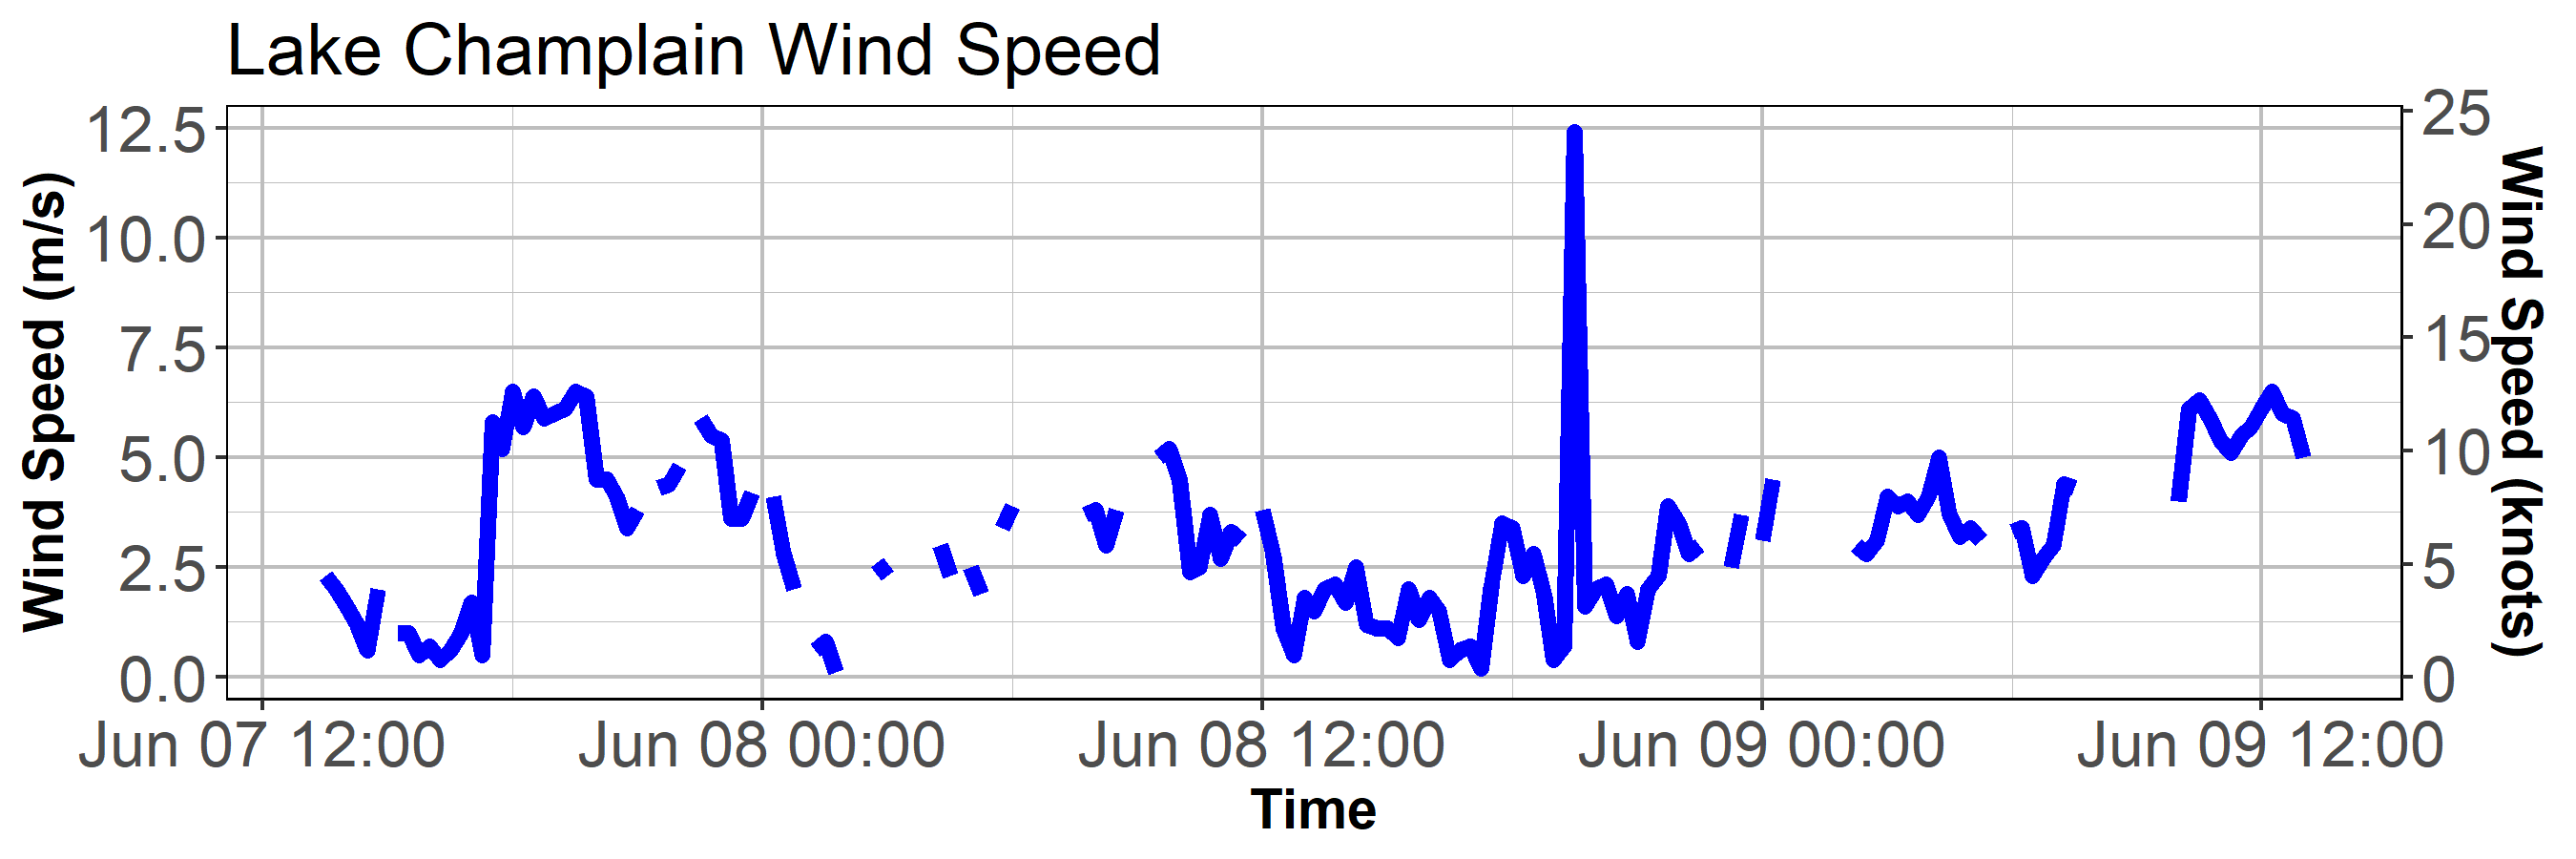 Lake Champlain Wind Speed
12.5
10.0
7.5
5.0
2.5
0.0
Wind Speed (m/s)
25
20
15
10
5
0
Wind Speed (knots)
Jun 07 12:00
Jun 08 00:00
Jun 08 12:00
Jun 09 00:00
Jun 09 12:00
Time